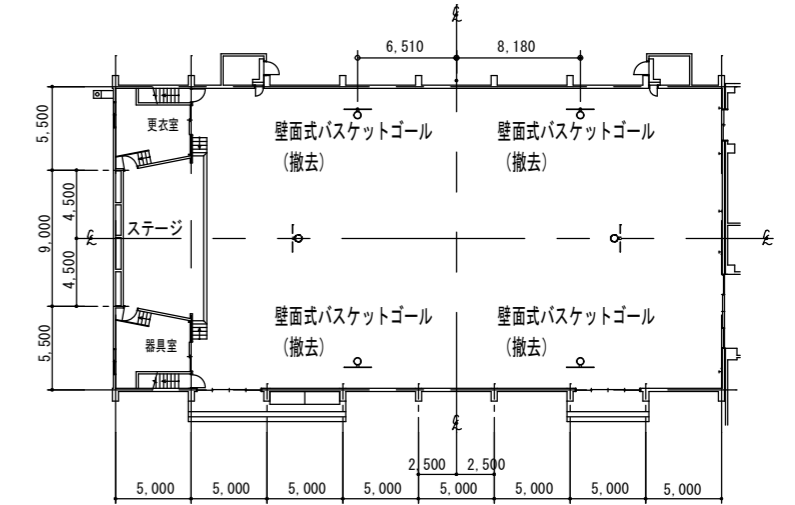 ℄
6,510
8,180
5,500
更衣室
壁面式バスケットゴール
(撤去)
壁面式バスケットゴール
(撤去)
4,500
9,000
℄
ステージ
℄
4,500
壁面式バスケットゴール
(撤去)
壁面式バスケットゴール
(撤去)
5,500
器具室
℄
2,500
2,500
5,000
5,000
5,000
5,000
5,000
5,000
5,000
5,000